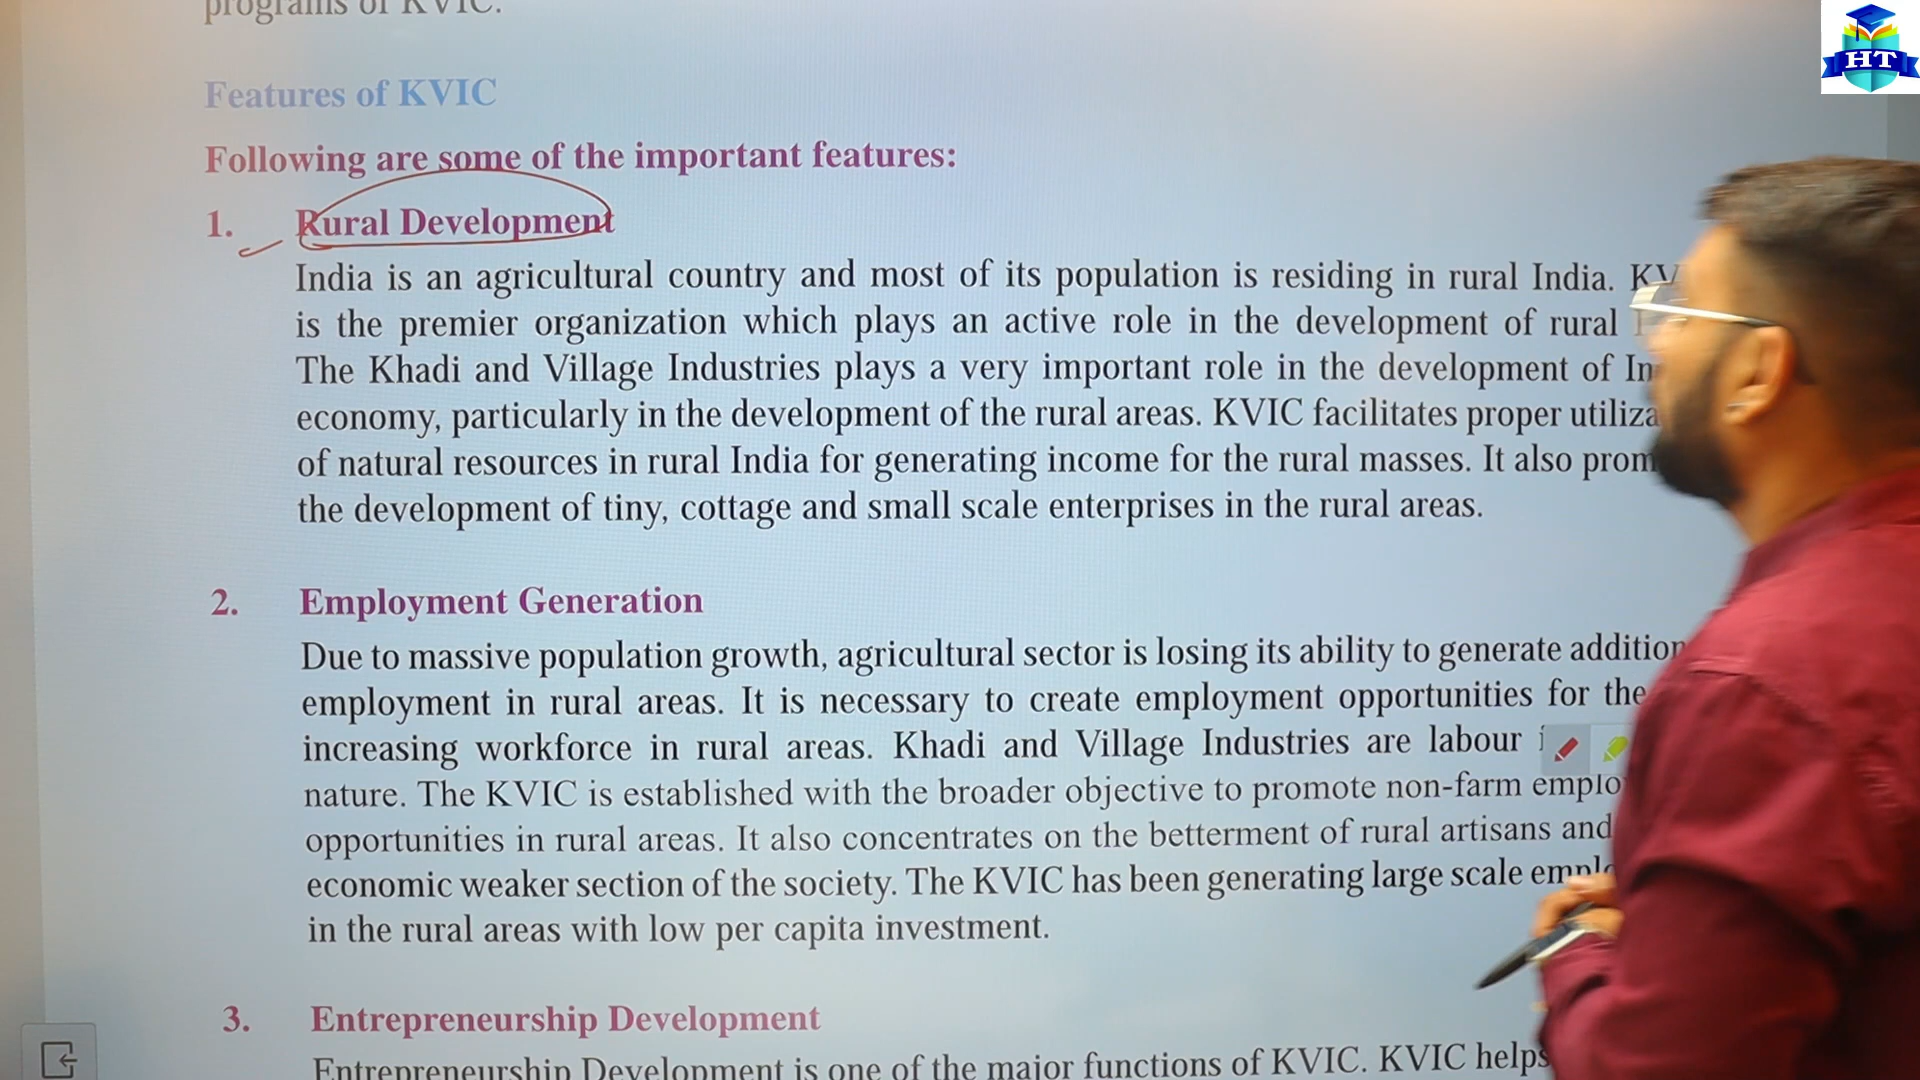 programs of KVIC.
HT
Features of KVIC
Following are some of the important features:
1. Rural Development
India is an agricultural country and most of its population is residing in rural India.
is the premier organization which plays an active role in the development of rural
The Khadi and Village Industries plays a very important role in the development of
economy, particularly in the development of the rural areas. KVIC facilitates proper
of natural resources in rural India for generating income for the rural masses. It also
the development of tiny, cottage and small scale enterprises in the rural areas.
2. Employment Generation
Due to massive population growth, agricultural sector is losing its ability to generate
employment in rural areas. It is necessary to create employment opportunities for the
increasing workforce in rural areas. Khadi and Village Industries are labour
nature. The KVIC is established with the broader objective to promote non-farm
opportunities in rural areas. It also concentrates on the betterment of rural artisans and
economic weaker section of the society. The KVIC has been generating large scale
in the rural areas with low per capita investment.
3. Entrepreneurship Development
Entrepreneurship Development is one of the major functions of KVIC. KVIC helps